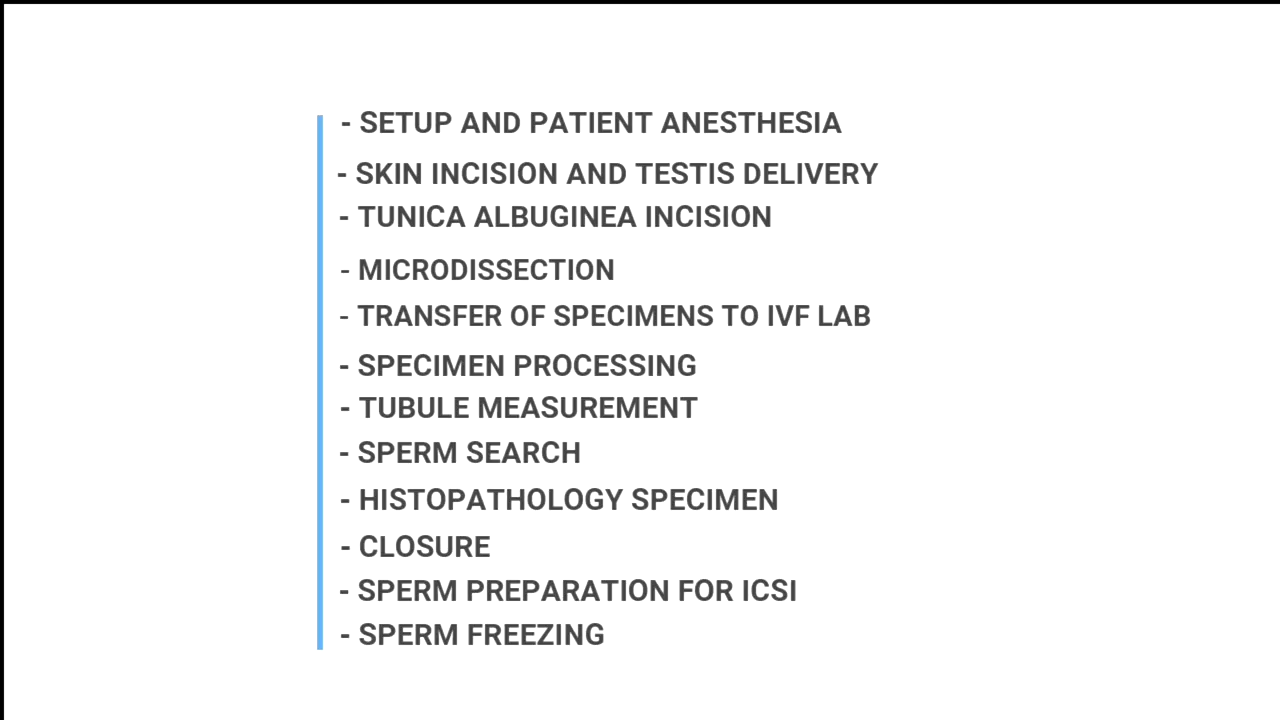 - SETUP AND PATIENT ANESTHESIA
- SKIN INCISION AND TESTIS DELIVERY
- TUNICA ALBUGINEA INCISION
- MICRODISSECTION
- TRANSFER OF SPECIMENS TO IVF LAB
- SPECIMEN PROCESSING
- TUBULE MEASUREMENT
- SPERM SEARCH
- HISTOPATHOLOGY SPECIMEN
- CLOSURE
- SPERM PREPARATION FOR ICSI
- SPERM FREEZING